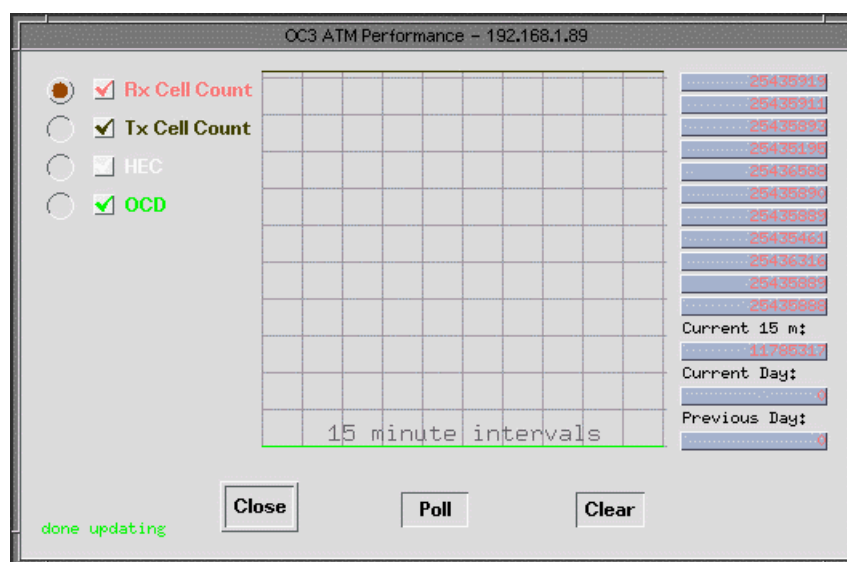 OC3 ATM Performance – 192.168.1.89
Rx Cell Count
Tx Cell Count
HEC
OCD
25435919
25435911
25435893
25435195
25436588
25435890
25435889
25435461
25436316
25435889
25435888
Current 15 m:
11785317
Current Day:
0
Previous Day:
0
15 minute intervals
Close
Poll
Clear
done updating